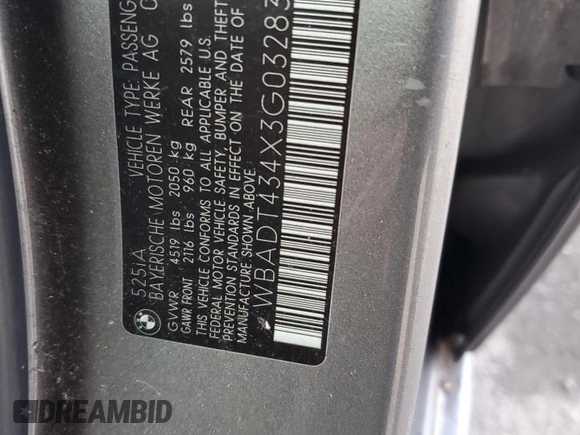 525iA
VEHICLE TYPE: PASSENG
BAYERISCHE MOTOREN WERKE AG
GVWR 4519 lbs 2050 kg
GAWR FRONT 2116 lbs 960 kg REAR 2579 lbs
THIS VEHICLE CONFORMS TO ALL APPLICABLE U.S.
FEDERAL MOTOR VEHICLE SAFETY, BUMPER AND THEFT
PREVENTION STANDARDS IN EFFECT ON THE DATE OF
MANUFACTURE SHOWN ABOVE
WBADT434X3G03283
BMW
DREAMBID